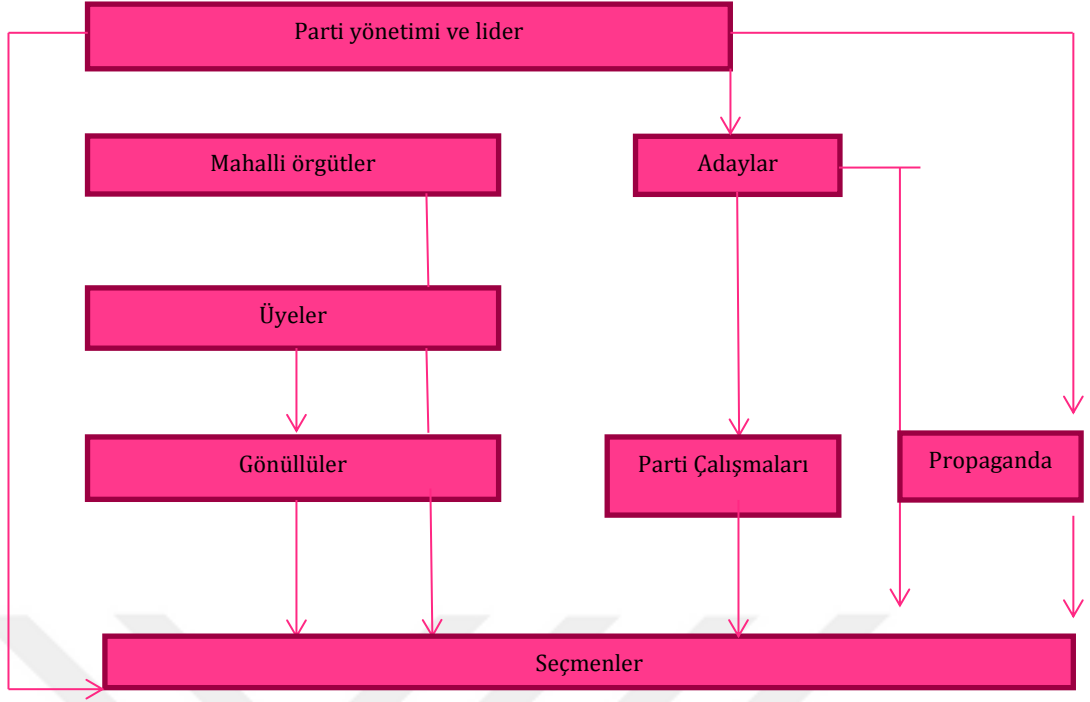 Parti yönetimi ve lider
Mahalli örgütler
Adaylar
Üyeler
Gönüllüler
Parti Çalışmaları
Propaganda
Seçmenler